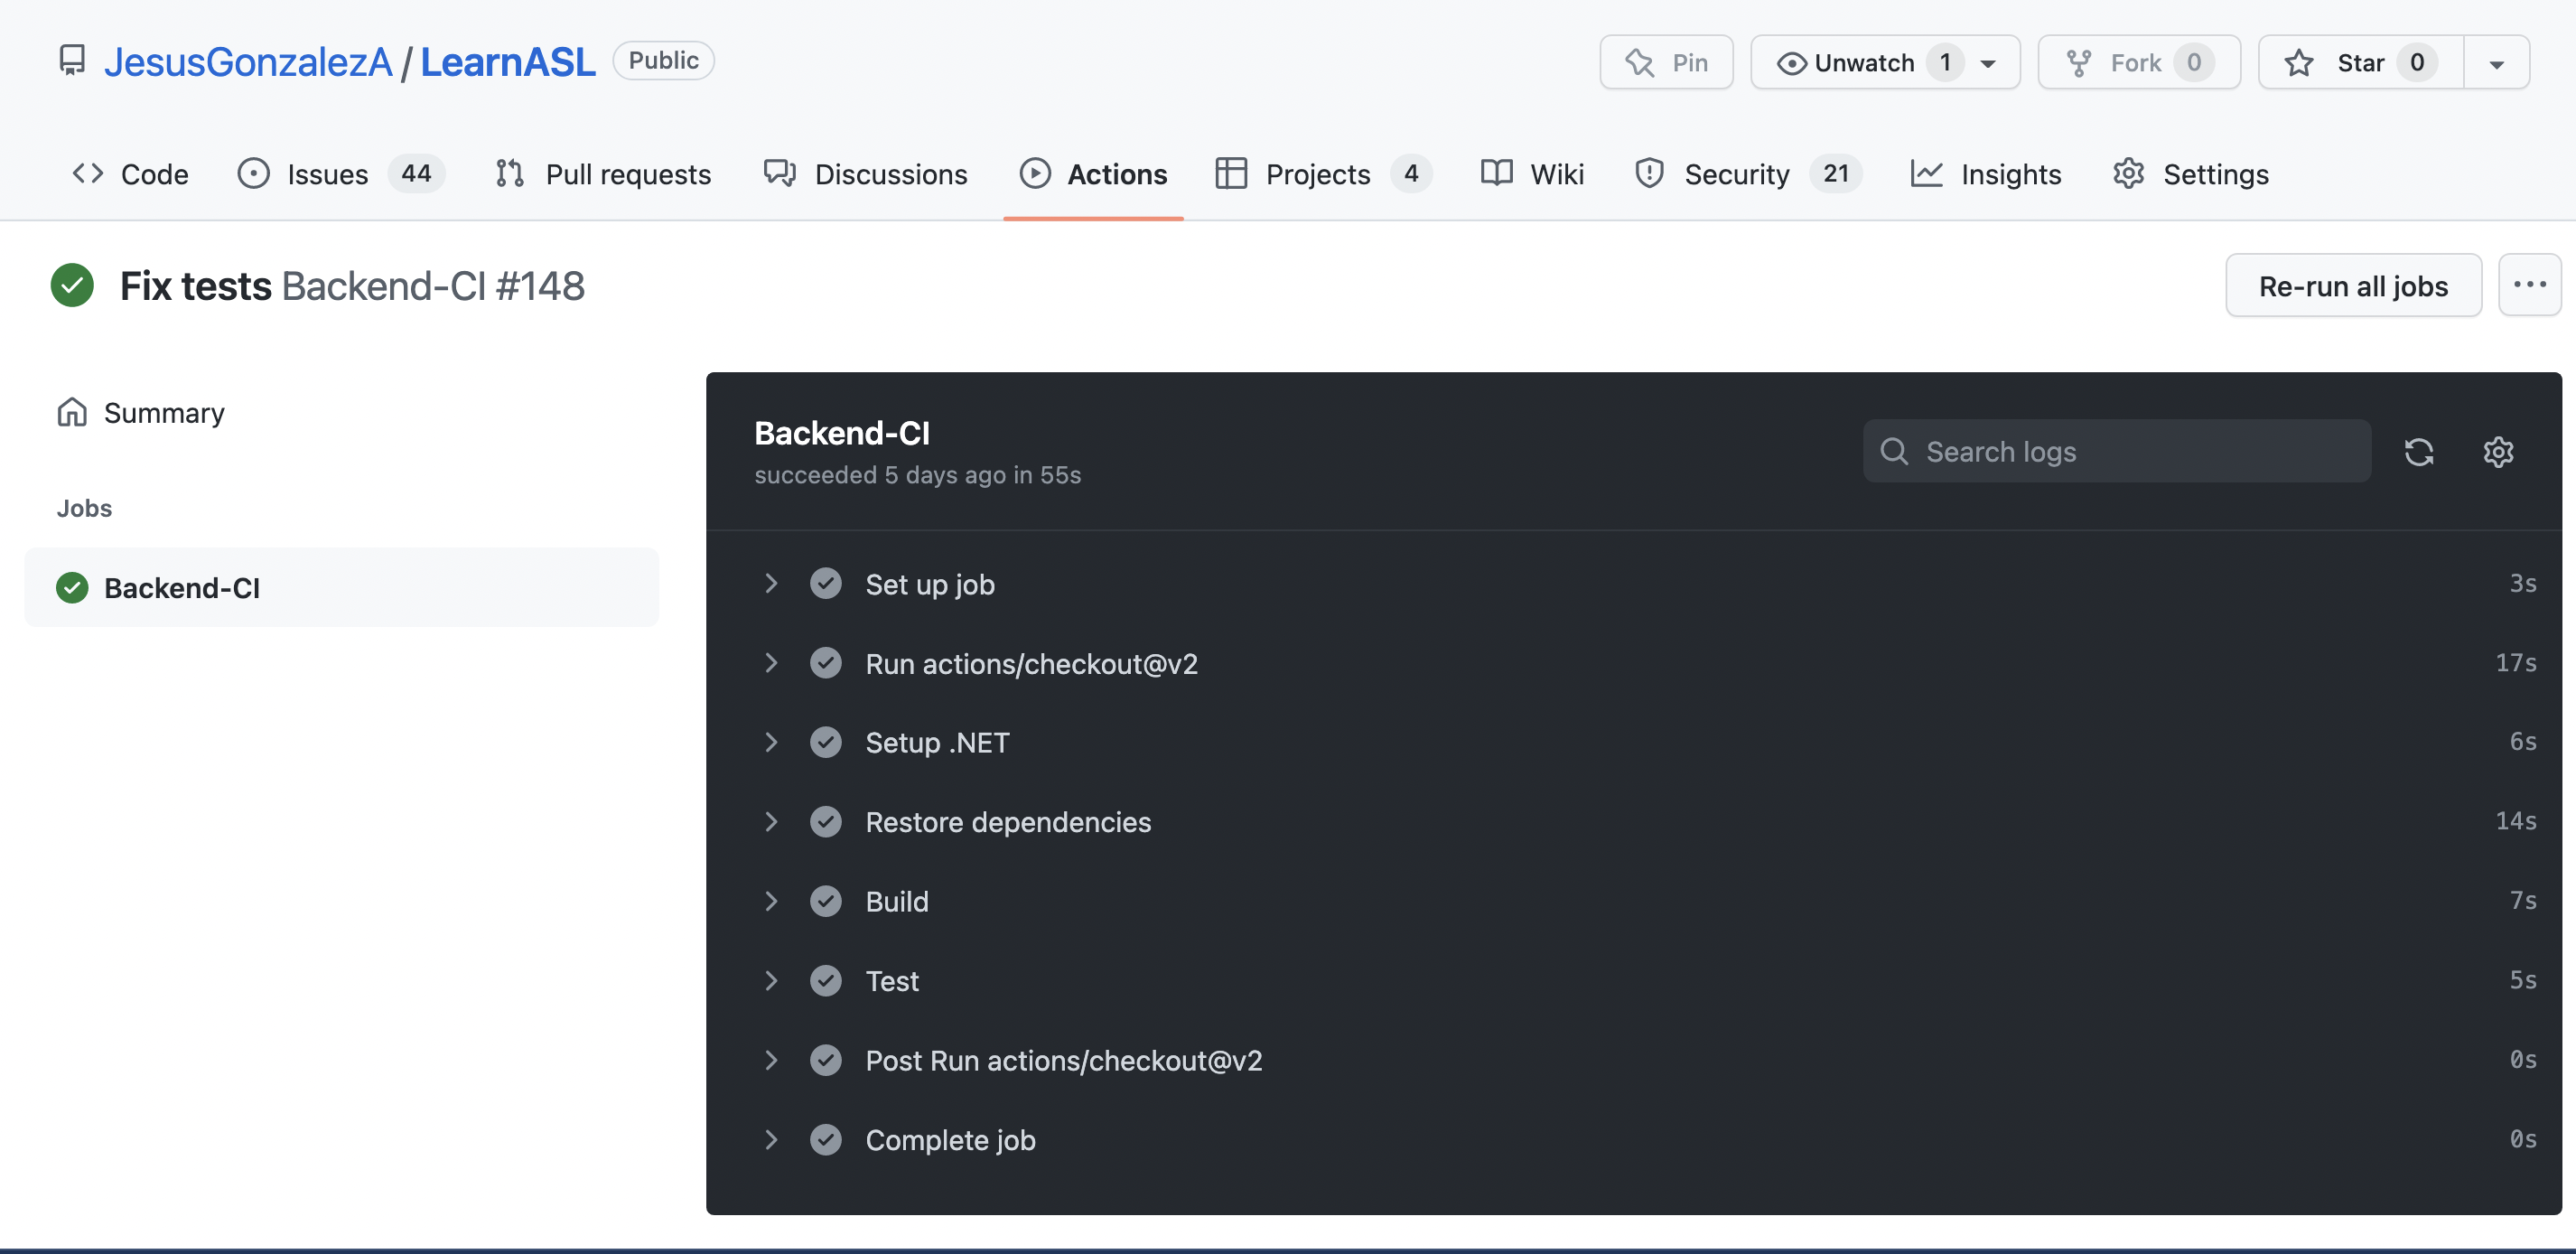 JesusGonzalezA / LearnASL Public Pin Unwatch 1 Fork 0 Star 0
Code Issues 44 Pull requests Discussions Actions Projects 4 Wiki Security 21 Insights Settings
Fix tests Backend-CI #148 Re-run all jobs
Summary
Jobs
Backend-CI
Backend-CI
succeeded 5 days ago in 55s
Search logs
Set up job 3s
Run actions/checkout@v2 17s
Setup .NET 6s
Restore dependencies 14s
Build 7s
Test 5s
Post Run actions/checkout@v2 0s
Complete job 0s